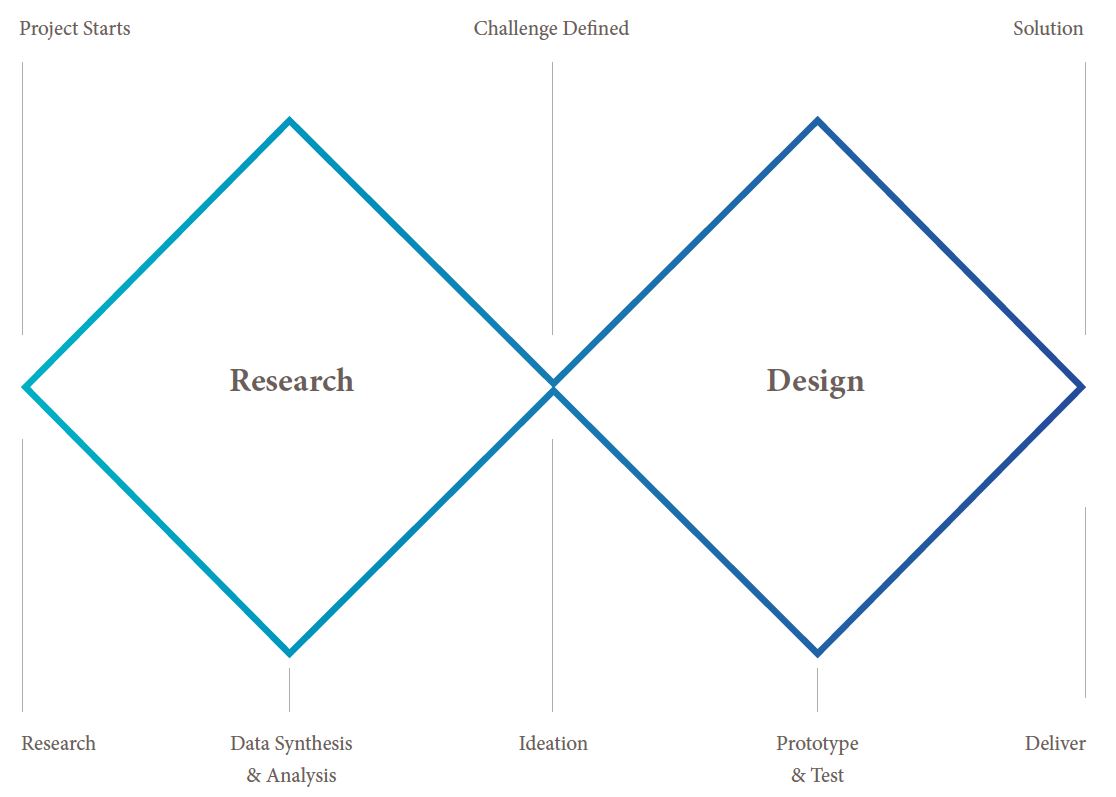 Project Starts
Challenge Defined
Solution
Research
Design
Research
Data Synthesis
& Analysis
Ideation
Prototype
& Test
Deliver